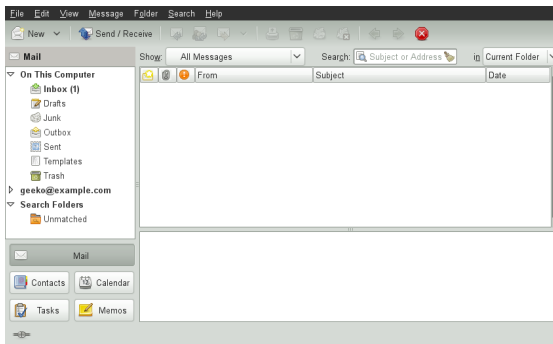 File Edit View Message Folder Search Help
New Send / Receive
Mail Show: All Messages Search: Subject or Address in Current Folder
On This Computer From Subject Date
Inbox (1)
Drafts
Junk
Outbox
Sent
Templates
Trash
geeko@example.com
Search Folders
Unmatched
Mail
Contacts Calendar
Tasks Memos